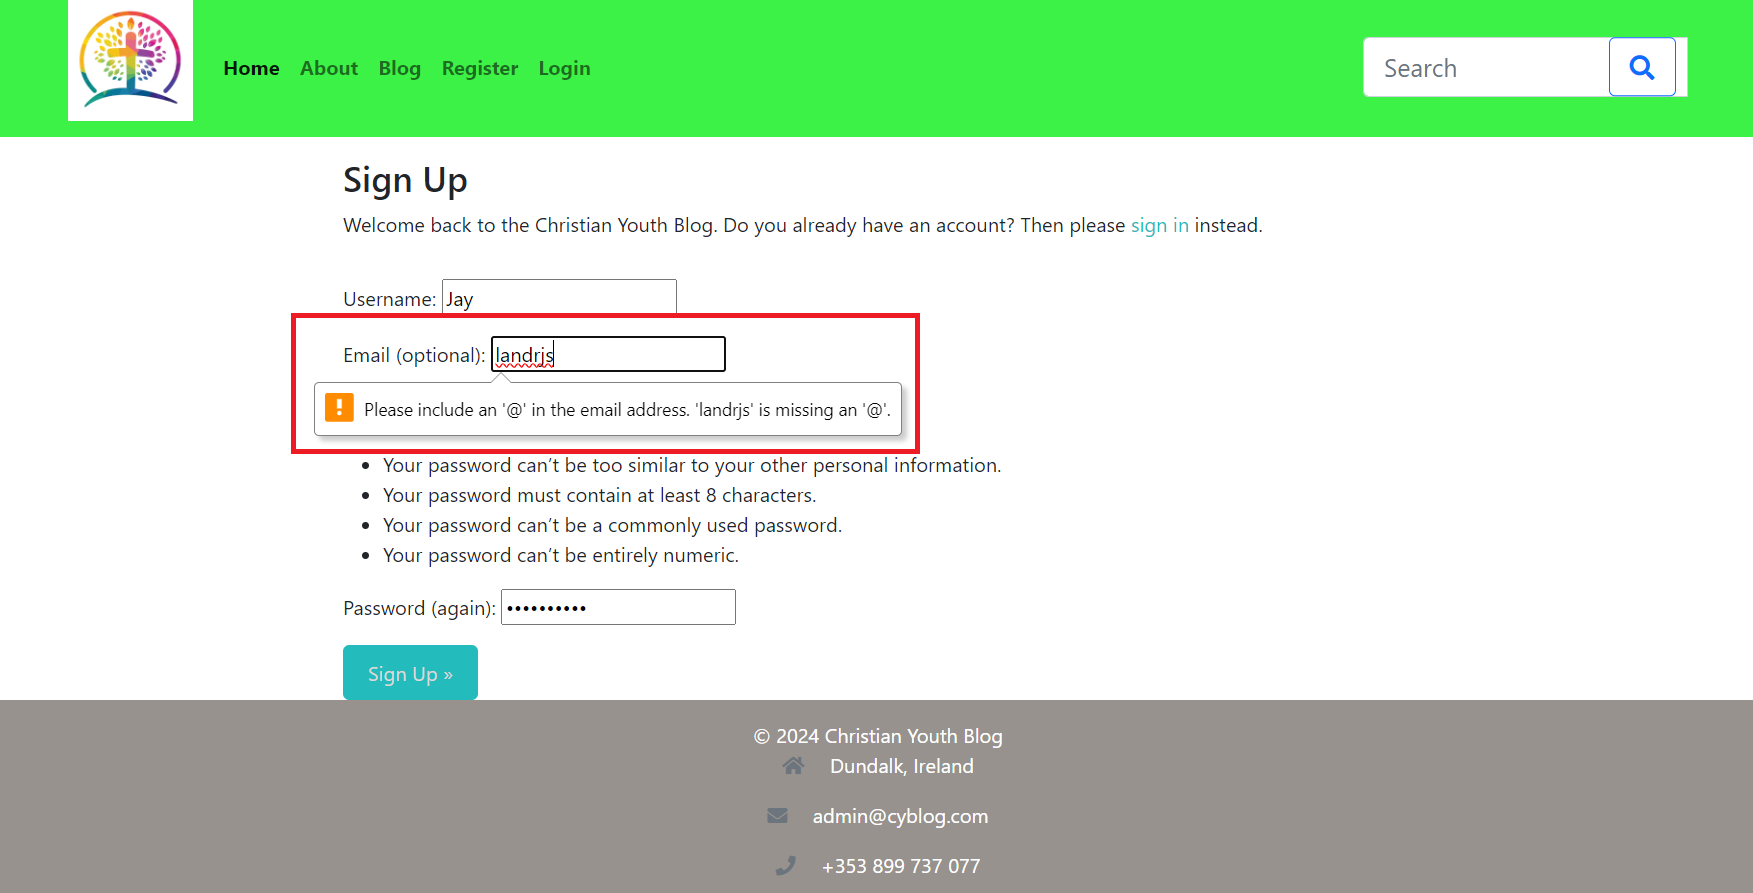 Home About Blog Register Login
Search
Sign Up
Welcome back to the Christian Youth Blog. Do you already have an account? Then please sign in instead.
Username: Jay
Email (optional): landrjs
Please include an '@' in the email address. 'landrjs' is missing an '@'.
• Your password can’t be too similar to your other personal information.
• Your password must contain at least 8 characters.
• Your password can’t be a commonly used password.
• Your password can’t be entirely numeric.
Password (again): ••••••••••
Sign Up »
© 2024 Christian Youth Blog
Dundalk, Ireland
admin@cyblog.com
+353 899 737 077